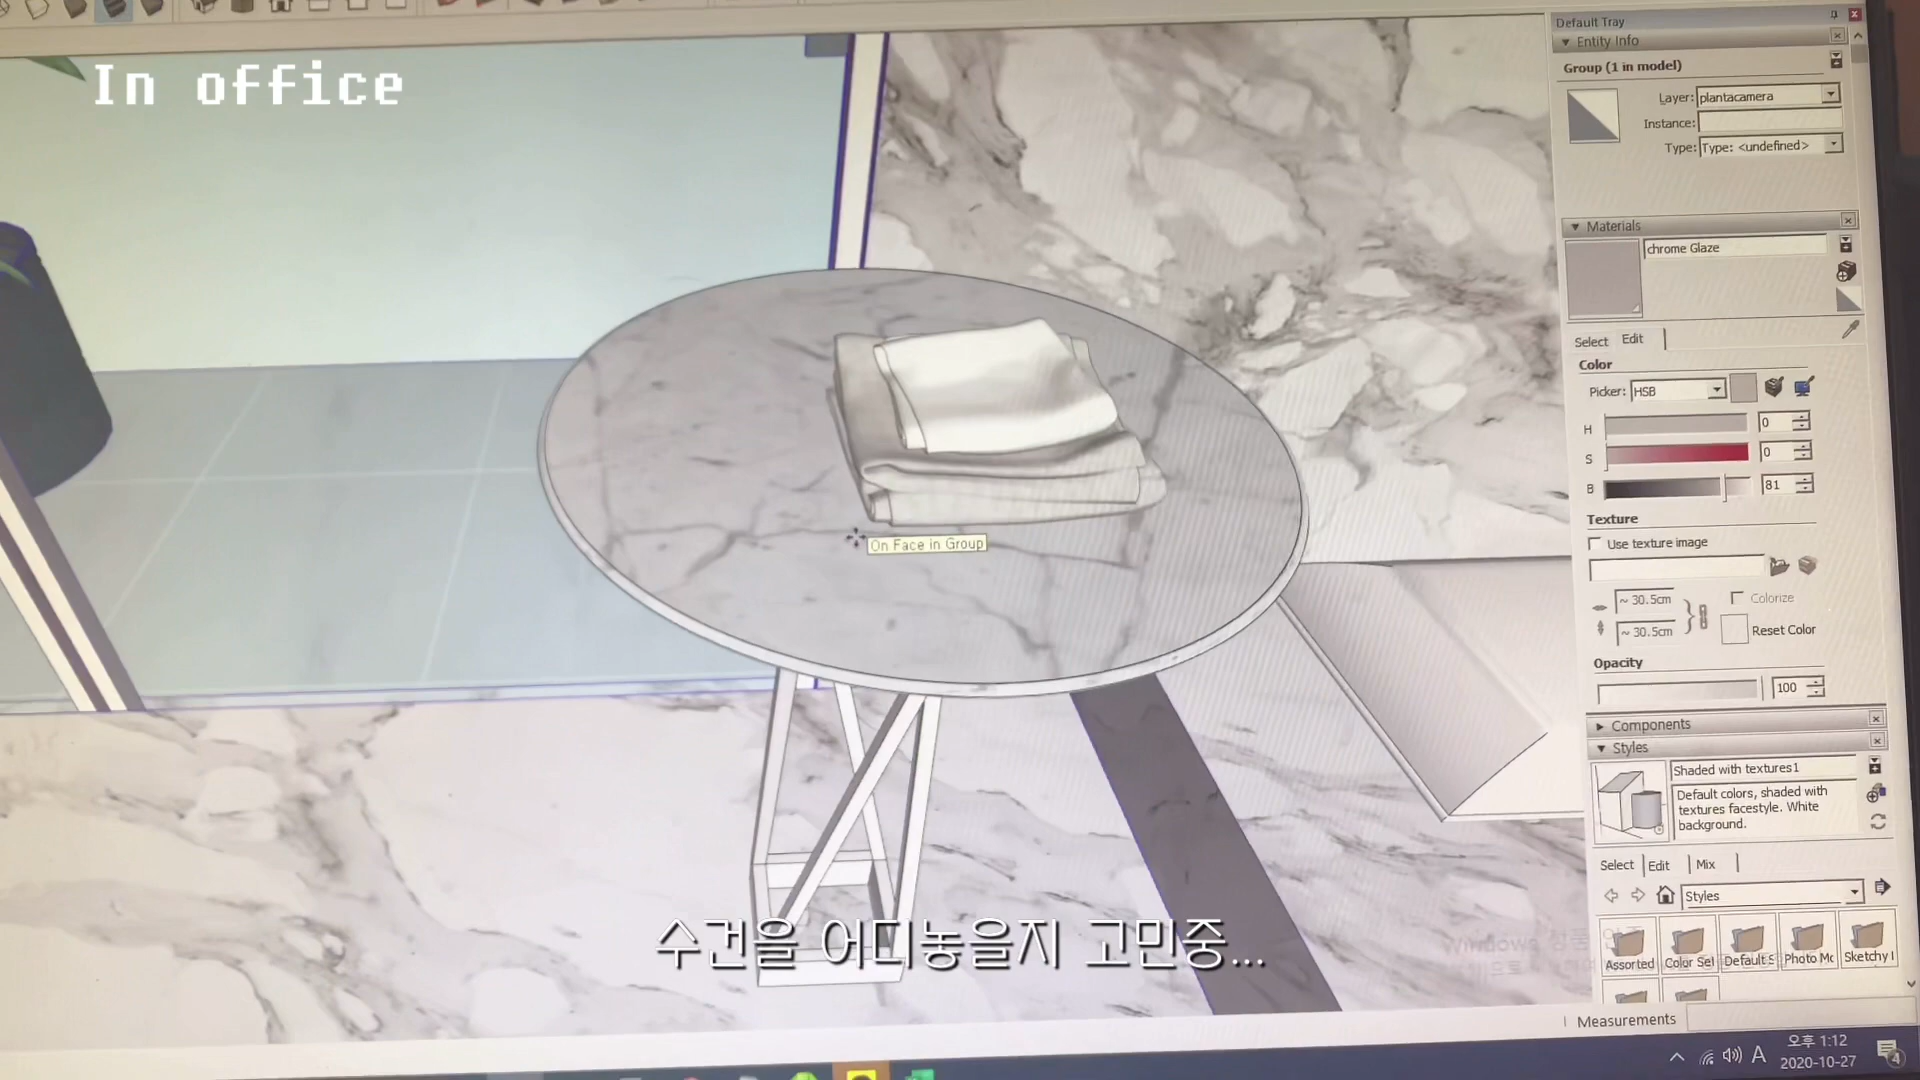 In office
Default Tray
Entity Info
Group (1 in model)
Layer: plantacamera
Instance:
Type: Type: <undefined>
Materials
chrome Glaze
Select Edit
Color
Picker: HSB
H 0
S 0
B 81
Texture
Use texture image
~ 30.5cm
Colorize
~ 30.5cm
Reset Color
Opacity
100
Components
Styles
Shaded with textures1
Default colors, shaded with
textures facestyle. White
background.
Select Edit Mix
Styles
Assorted Color Sel Default S Photo Mo Sketchy I
On Face in Group
수건을 어디놓을지 고민중...
Measurements
A
오후 1:12
2020-10-27
4